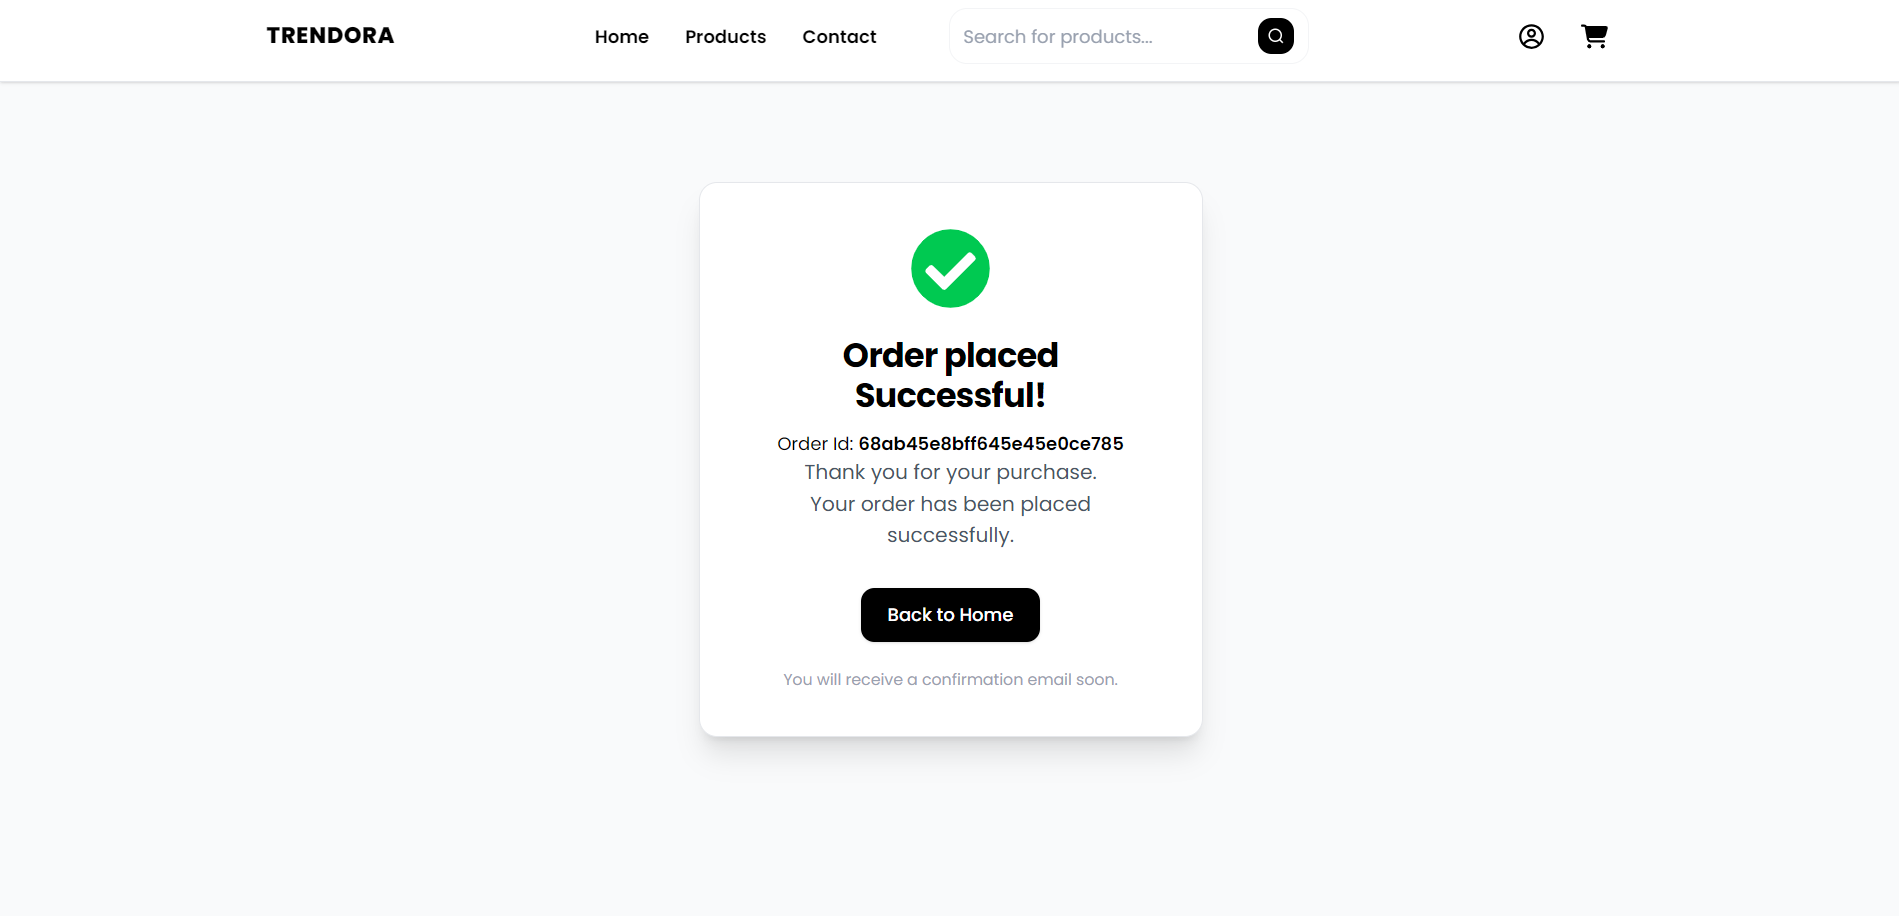 TRENDORA
Home
Products
Contact
Search for products...
Order placed
Successful!
Order Id: 68ab45e8bff645e45e0ce785
Thank you for your purchase.
Your order has been placed
successfully.
Back to Home
You will receive a confirmation email soon.